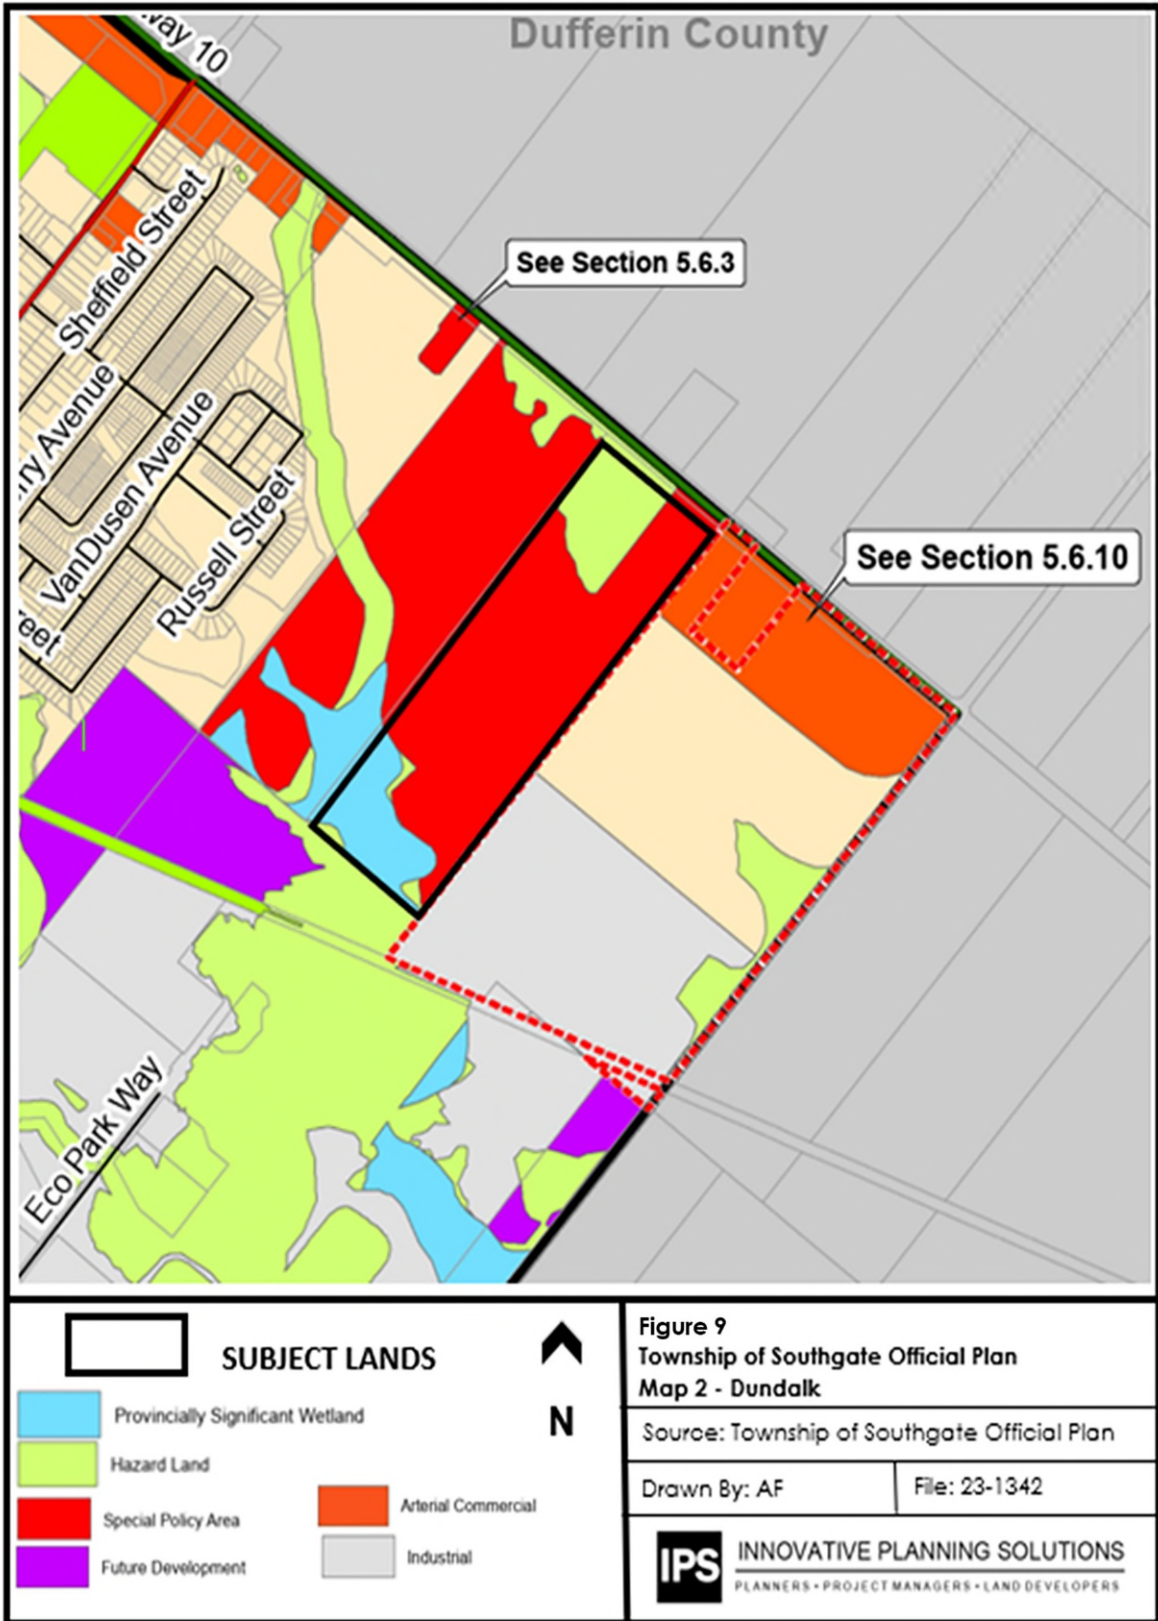 way 10
Dufferin County
See Section 5.6.3
Sheffield Street
rry Avenue
VanDusen Avenue
Russell Street
reet
See Section 5.6.10
Eco Park Way
SUBJECT LANDS
N
Provincially Significant Wetland
Hazard Land
Special Policy Area
Future Development
Arterial Commercial
Industrial
Figure 9
Township of Southgate Official Plan
Map 2 - Dundalk
Source: Township of Southgate Official Plan
Drawn By: AF
File: 23-1342
IPS
INNOVATIVE PLANNING SOLUTIONS
PLANNERS • PROJECT MANAGERS • LAND DEVELOPERS